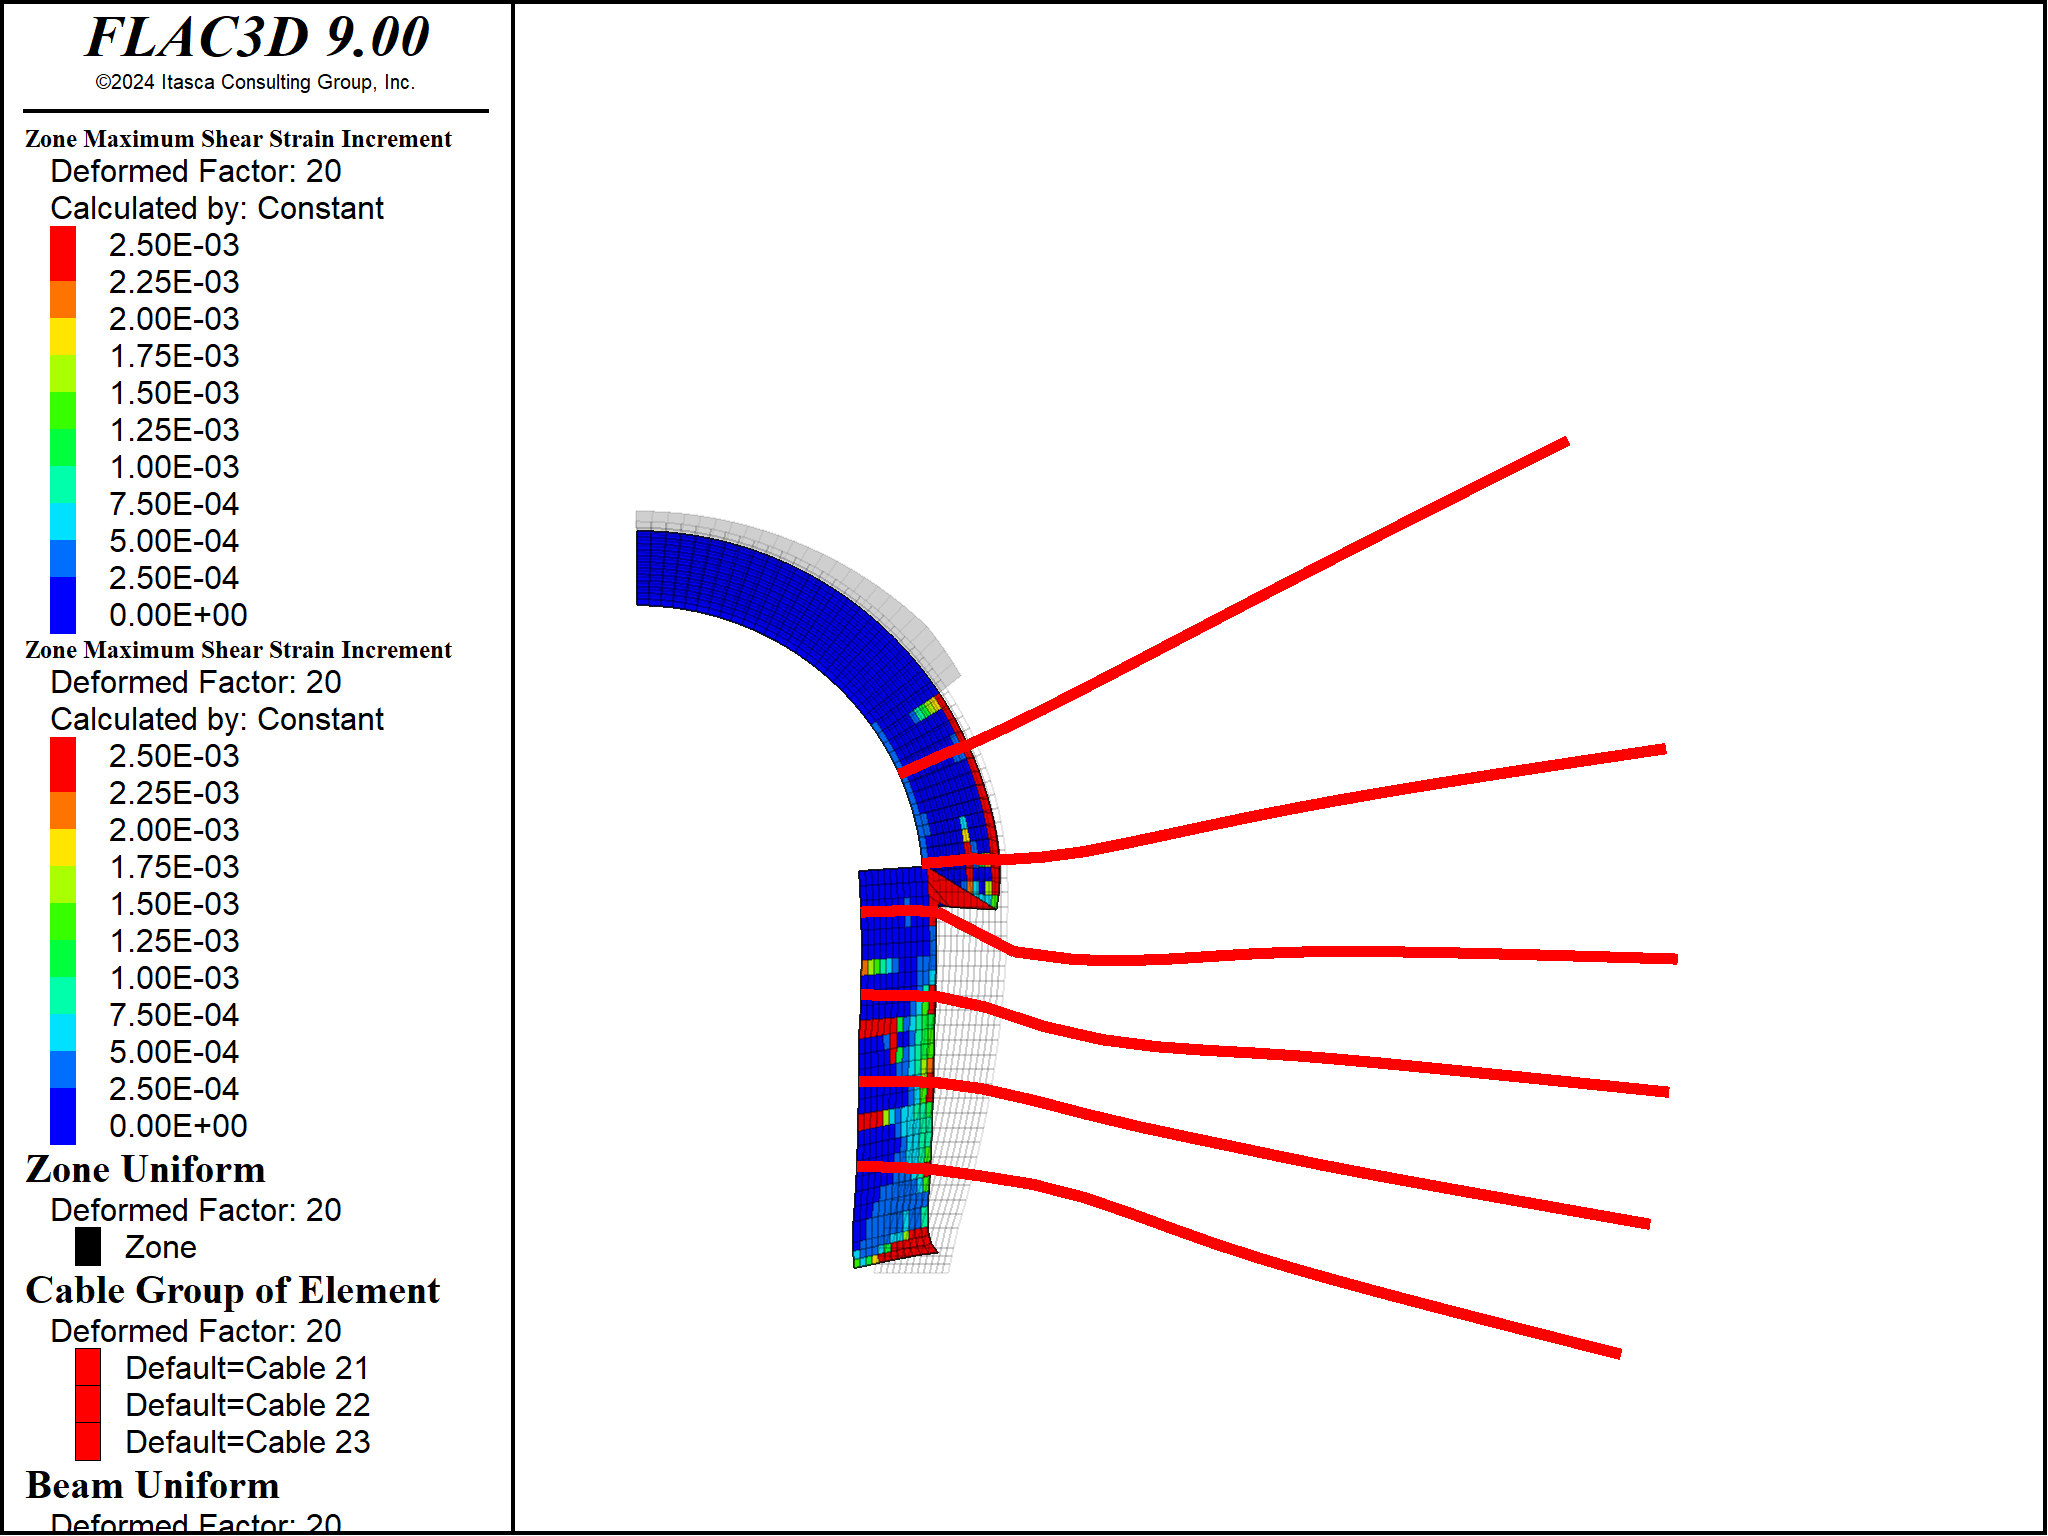 FLAC3D 9.00
©2024 Itasca Consulting Group, Inc.
Zone Maximum Shear Strain Increment
Deformed Factor: 20
Calculated by: Constant
2.50E-03
2.25E-03
2.00E-03
1.75E-03
1.50E-03
1.25E-03
1.00E-03
7.50E-04
5.00E-04
2.50E-04
0.00E+00
Zone Maximum Shear Strain Increment
Deformed Factor: 20
Calculated by: Constant
2.50E-03
2.25E-03
2.00E-03
1.75E-03
1.50E-03
1.25E-03
1.00E-03
7.50E-04
5.00E-04
2.50E-04
0.00E+00
Zone Uniform
Deformed Factor: 20
Zone
Cable Group of Element
Deformed Factor: 20
Default=Cable 21
Default=Cable 22
Default=Cable 23
Beam Uniform
Deformed Factor: 20